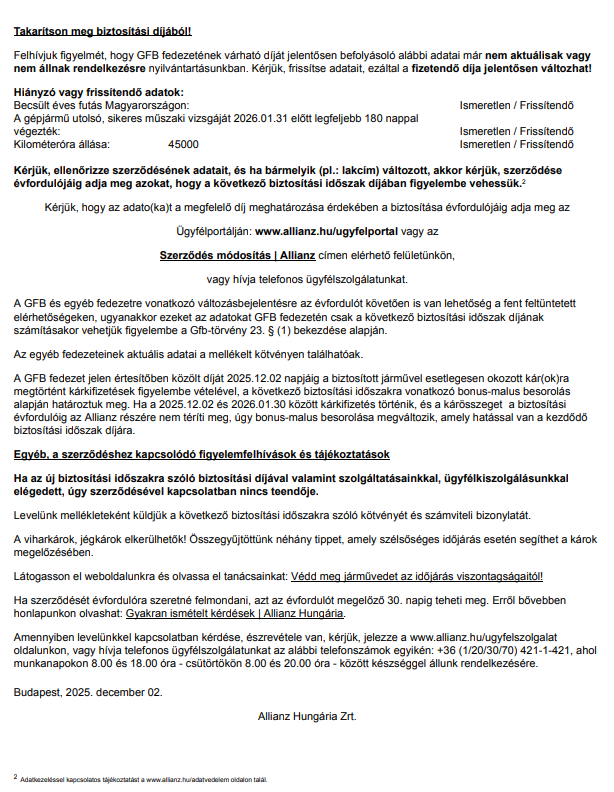 Takarítson meg biztosítási díjából!
Felhívjuk figyelmét, hogy GFB fedezetének várható díját jelentősen befolyásoló alábbi adatai már nem aktuálisak vagy
nem állnak rendelkezésre nyilvántartásunkban. Kérjük, frissítse adatait, ezáltal a fizetendő díja jelentősen változhat!
Hiányzó vagy frissítendő adatok:
Becsült éves futás Magyarországon: Ismeretlen / Frissítendő
A gépjármű utolsó, sikeres műszaki vizsgáját 2026.01.31 előtt legfeljebb 180 nappal
végezték: Ismeretlen / Frissítendő
Kilométeróra állása: 45000 Ismeretlen / Frissítendő
Kérjük, ellenőrizze szerződésének adatait, és ha bármelyik (pl.: lakcím) változott, akkor kérjük, szerződése
évfordulójáig adja meg azokat, hogy a következő biztosítási időszak díjában figyelembe vehessük.²
Kérjük, hogy az adato(ka)t a megfelelő díj meghatározása érdekében a biztosítása évfordulójáig adja meg az
Ügyfélportálján: www.allianz.hu/ugyfelportal vagy az
Szerződés módosítás | Allianz címen elérhető felületünkön,
vagy hívja telefonos ügyfélszolgálatunkat.
A GFB és egyéb fedezetre vonatkozó változásbejelentésre az évfordulót követően is van lehetőség a fent feltüntetett
elérhetőségeken, ugyanakkor ezeket az adatokat GFB fedezetén csak a következő biztosítási időszak díjának
számításakor vehetjük figyelembe a Gfb-törvény 23. § (1) bekezdése alapján.
Az egyéb fedezeteinek aktuális adatai a mellékelt kötvényen találhatóak.
A GFB fedezet jelen értesítőben közölt díját 2025.12.02 napjáig a biztosított járművel esetlegesen okozott kár(ok)ra
megtörtént kárkifizetések figyelembe vételével, a következő biztosítási időszakra vonatkozó bonus-malus besorolás
alapján határoztuk meg. Ha a 2025.12.02 és 2026.01.30 között kárkifizetés történik, és a kárösszeget a biztosítási
évfordulóig az Allianz részére nem téríti meg, úgy bonus-malus besorolása megváltozik, amely hatással van a kezdődő
biztosítási időszak díjára.
Egyéb, a szerződéshez kapcsolódó figyelemfelhívások és tájékoztatások
Ha az új biztosítási időszakra szóló biztosítási díjával valamint szolgáltatásainkkal, ügyfélkiszolgálásunkkal
elégedett, úgy szerződésével kapcsolatban nincs teendője.
Levelünk mellékleteként küldjük a következő biztosítási időszakra szóló kötvényét és számviteli bizonylatát.
A viharkárok, jégkárok elkerülhetők! Összegyűjtöttünk néhány tippet, amely szélsőséges időjárás esetén segíthet a károk
megelőzésében.
Látogasson el weboldalunkra és olvassa el tanácsainkat: Védd meg járművedet az időjárás viszontagságaitól!
Ha szerződését évfordulóra szeretné felmondani, azt az évfordulót megelőző 30. napig teheti meg. Erről bővebben
honlapunkon olvashat: Gyakran ismételt kérdések | Allianz Hungária.
Amennyiben levelünkkel kapcsolatban kérdése, észrevétele van, kérjük, jelezze a www.allianz.hu/ugyfelszolgalat
oldalunkon, vagy hívja telefonos ügyfélszolgálatunkat az alábbi telefonszámok egyikén: +36 (1/20/30/70) 421-1-421, ahol
munkanapokon 8.00 és 18.00 óra - csütörtökön 8.00 és 20.00 óra - között készséggel állunk rendelkezésére.
Budapest, 2025. december 02.
Allianz Hungária Zrt.
² Adatkezeléssel kapcsolatos tájékoztatást a www.allianz.hu/adatvedelem oldalon talál.